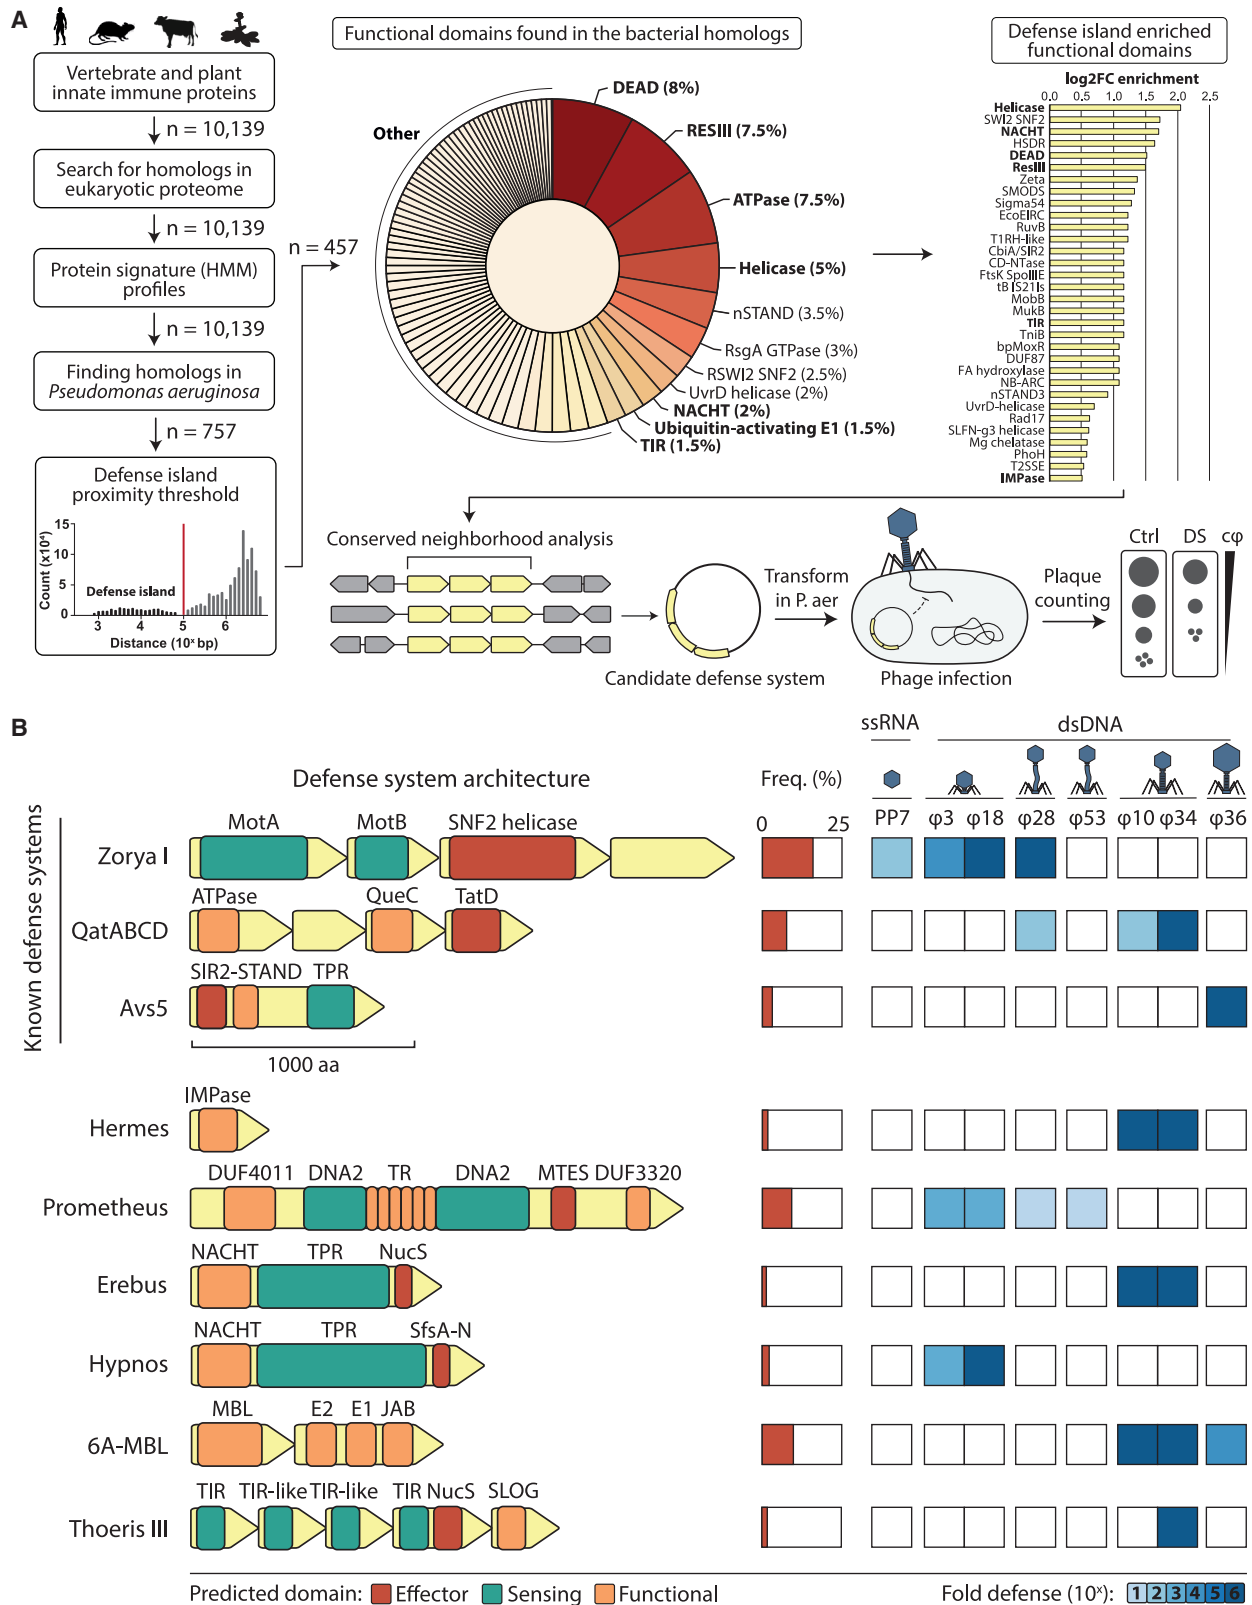 A
Vertebrate and plant
innate immune proteins
n = 10,139
Search for homologs in
eukaryotic proteome
n = 10,139
Protein signature (HMM)
profiles
n = 10,139
Finding homologs in
Pseudomonas aeruginosa
n = 757
Defense island
proximity threshold
Count (x10⁴)
15
10
5
0
Defense island
3 4 5 6
Distance (10ˣ bp)
n = 457
Functional domains found in the bacterial homologs
Other
DEAD (8%)
RESIII (7.5%)
ATPase (7.5%)
Helicase (5%)
nSTAND (3.5%)
RsgA GTPase (3%)
RSWI2 SNF2 (2.5%)
UvrD helicase (2%)
NACHT (2%)
Ubiquitin-activating E1 (1.5%)
TIR (1.5%)
Defense island enriched
functional domains
log2FC enrichment
0.0 0.5 1.0 1.5 2.0 2.5
Helicase
SWI2 SNF2
NACHT
HSDR
DEAD
ResIII
Zeta
SMODS
Sigma54
EcoEIRC
RuvB
T1RH-like
CbiA/SIR2
CD-NTase
FtsK SpoIIIE
tB IS21Is
MobB
MukB
TIR
TniB
bpMoxR
DUF87
FA hydroxylase
NB-ARC
nSTAND3
UvrD-helicase
Rad17
SLFN-g3 helicase
Mg chelatase
PhoH
T2SSE
IMPase
Conserved neighborhood analysis
Candidate defense system
Transform
in P. aer
Phage infection
Plaque
counting
Ctrl DS cφ
B
Defense system architecture
Freq. (%)
0 25
ssRNA dsDNA
PP7 φ3 φ18 φ28 φ53 φ10 φ34 φ36
Known defense systems
MotA MotB SNF2 helicase
Zorya I
ATPase QueC TatD
QatABCD
SIR2-STAND TPR
Avs5
1000 aa
IMPase
Hermes
DUF4011 DNA2 TR DNA2 MTES DUF3320
Prometheus
NACHT TPR NucS
Erebus
NACHT TPR SfsA-N
Hypnos
MBL E2 E1 JAB
6A-MBL
TIR TIR-like TIR-like TIR NucS SLOG
Thoeris III
Predicted domain: Effector Sensing Functional
Fold defense (10ˣ): 1 2 3 4 5 6